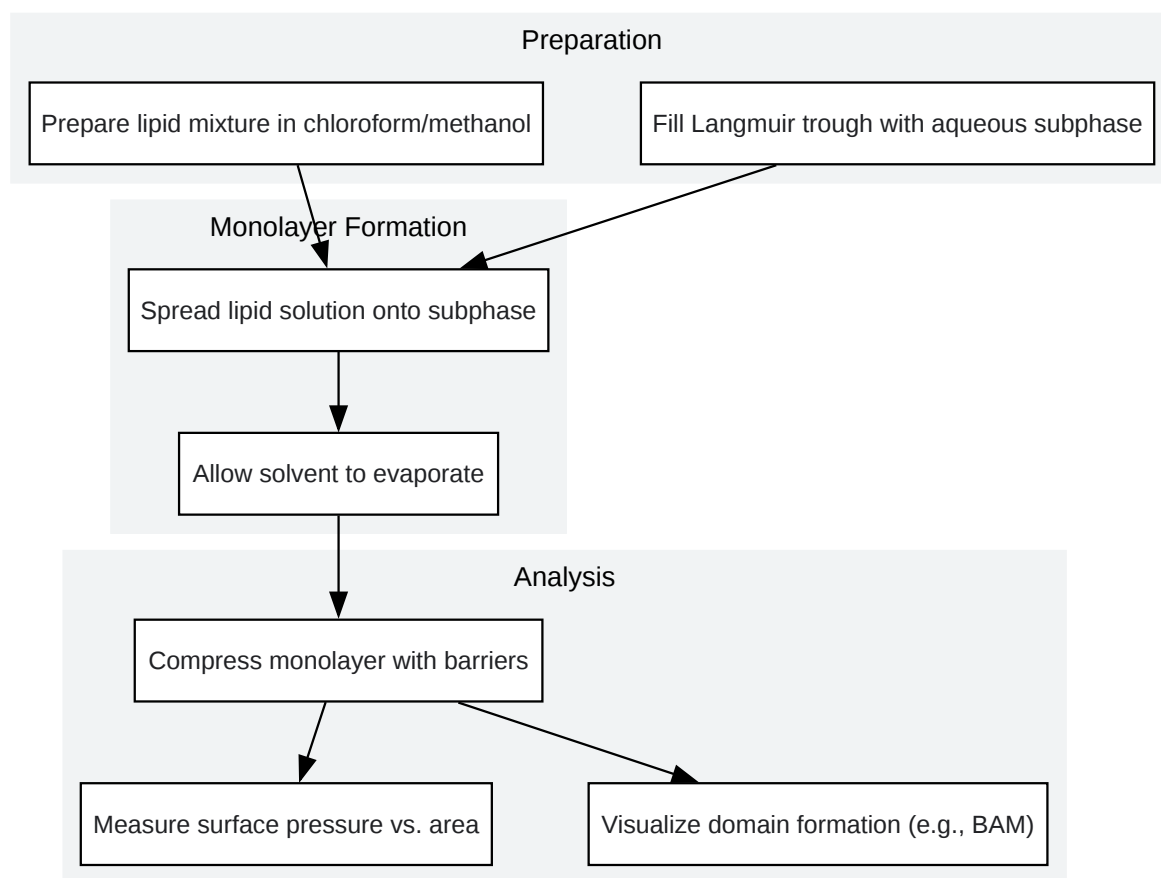 Preparation
Prepare lipid mixture in chloroform/methanol
Fill Langmuir trough with aqueous subphase
Monolayer Formation
Spread lipid solution onto subphase
Allow solvent to evaporate
Analysis
Compress monolayer with barriers
Measure surface pressure vs. area
Visualize domain formation (e.g., BAM)